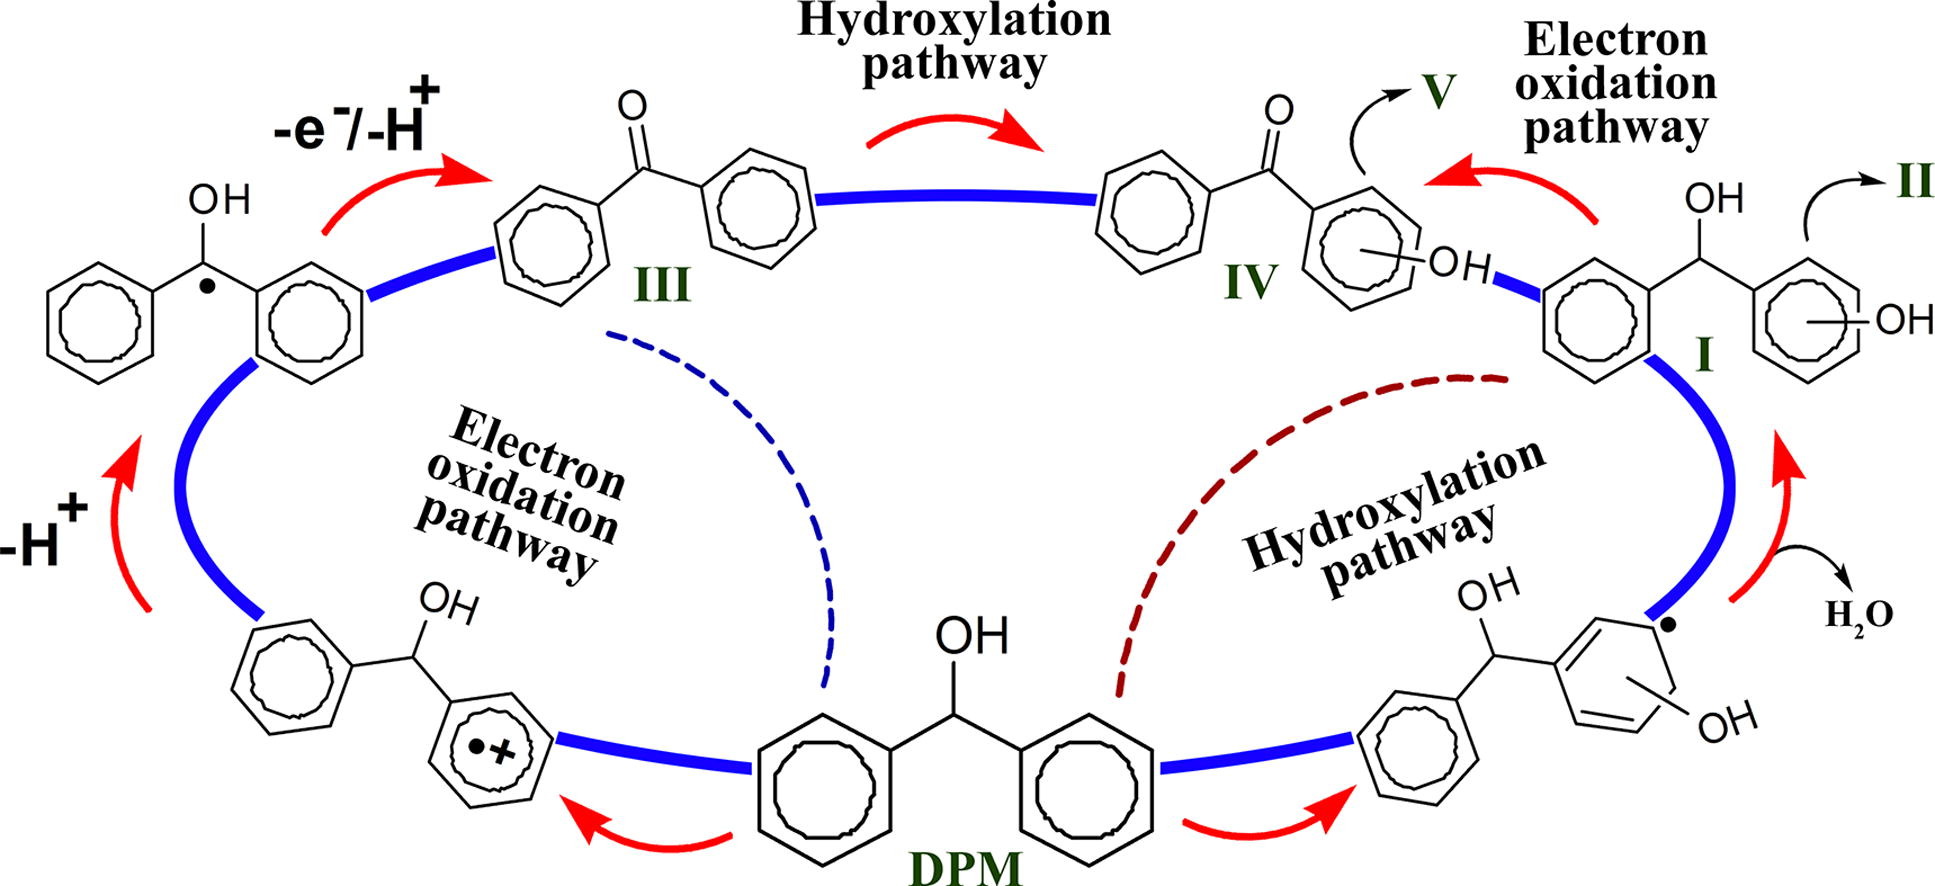 Hydroxylation
pathway
Electron
oxidation
pathway
-e⁻/-H⁺
O
O
V
II
OH
OH
III
IV
OH
OH
I
Electron
oxidation
pathway
Hydroxylation
pathway
-H⁺
OH
OH
H₂O
OH
OH
•+
DPM